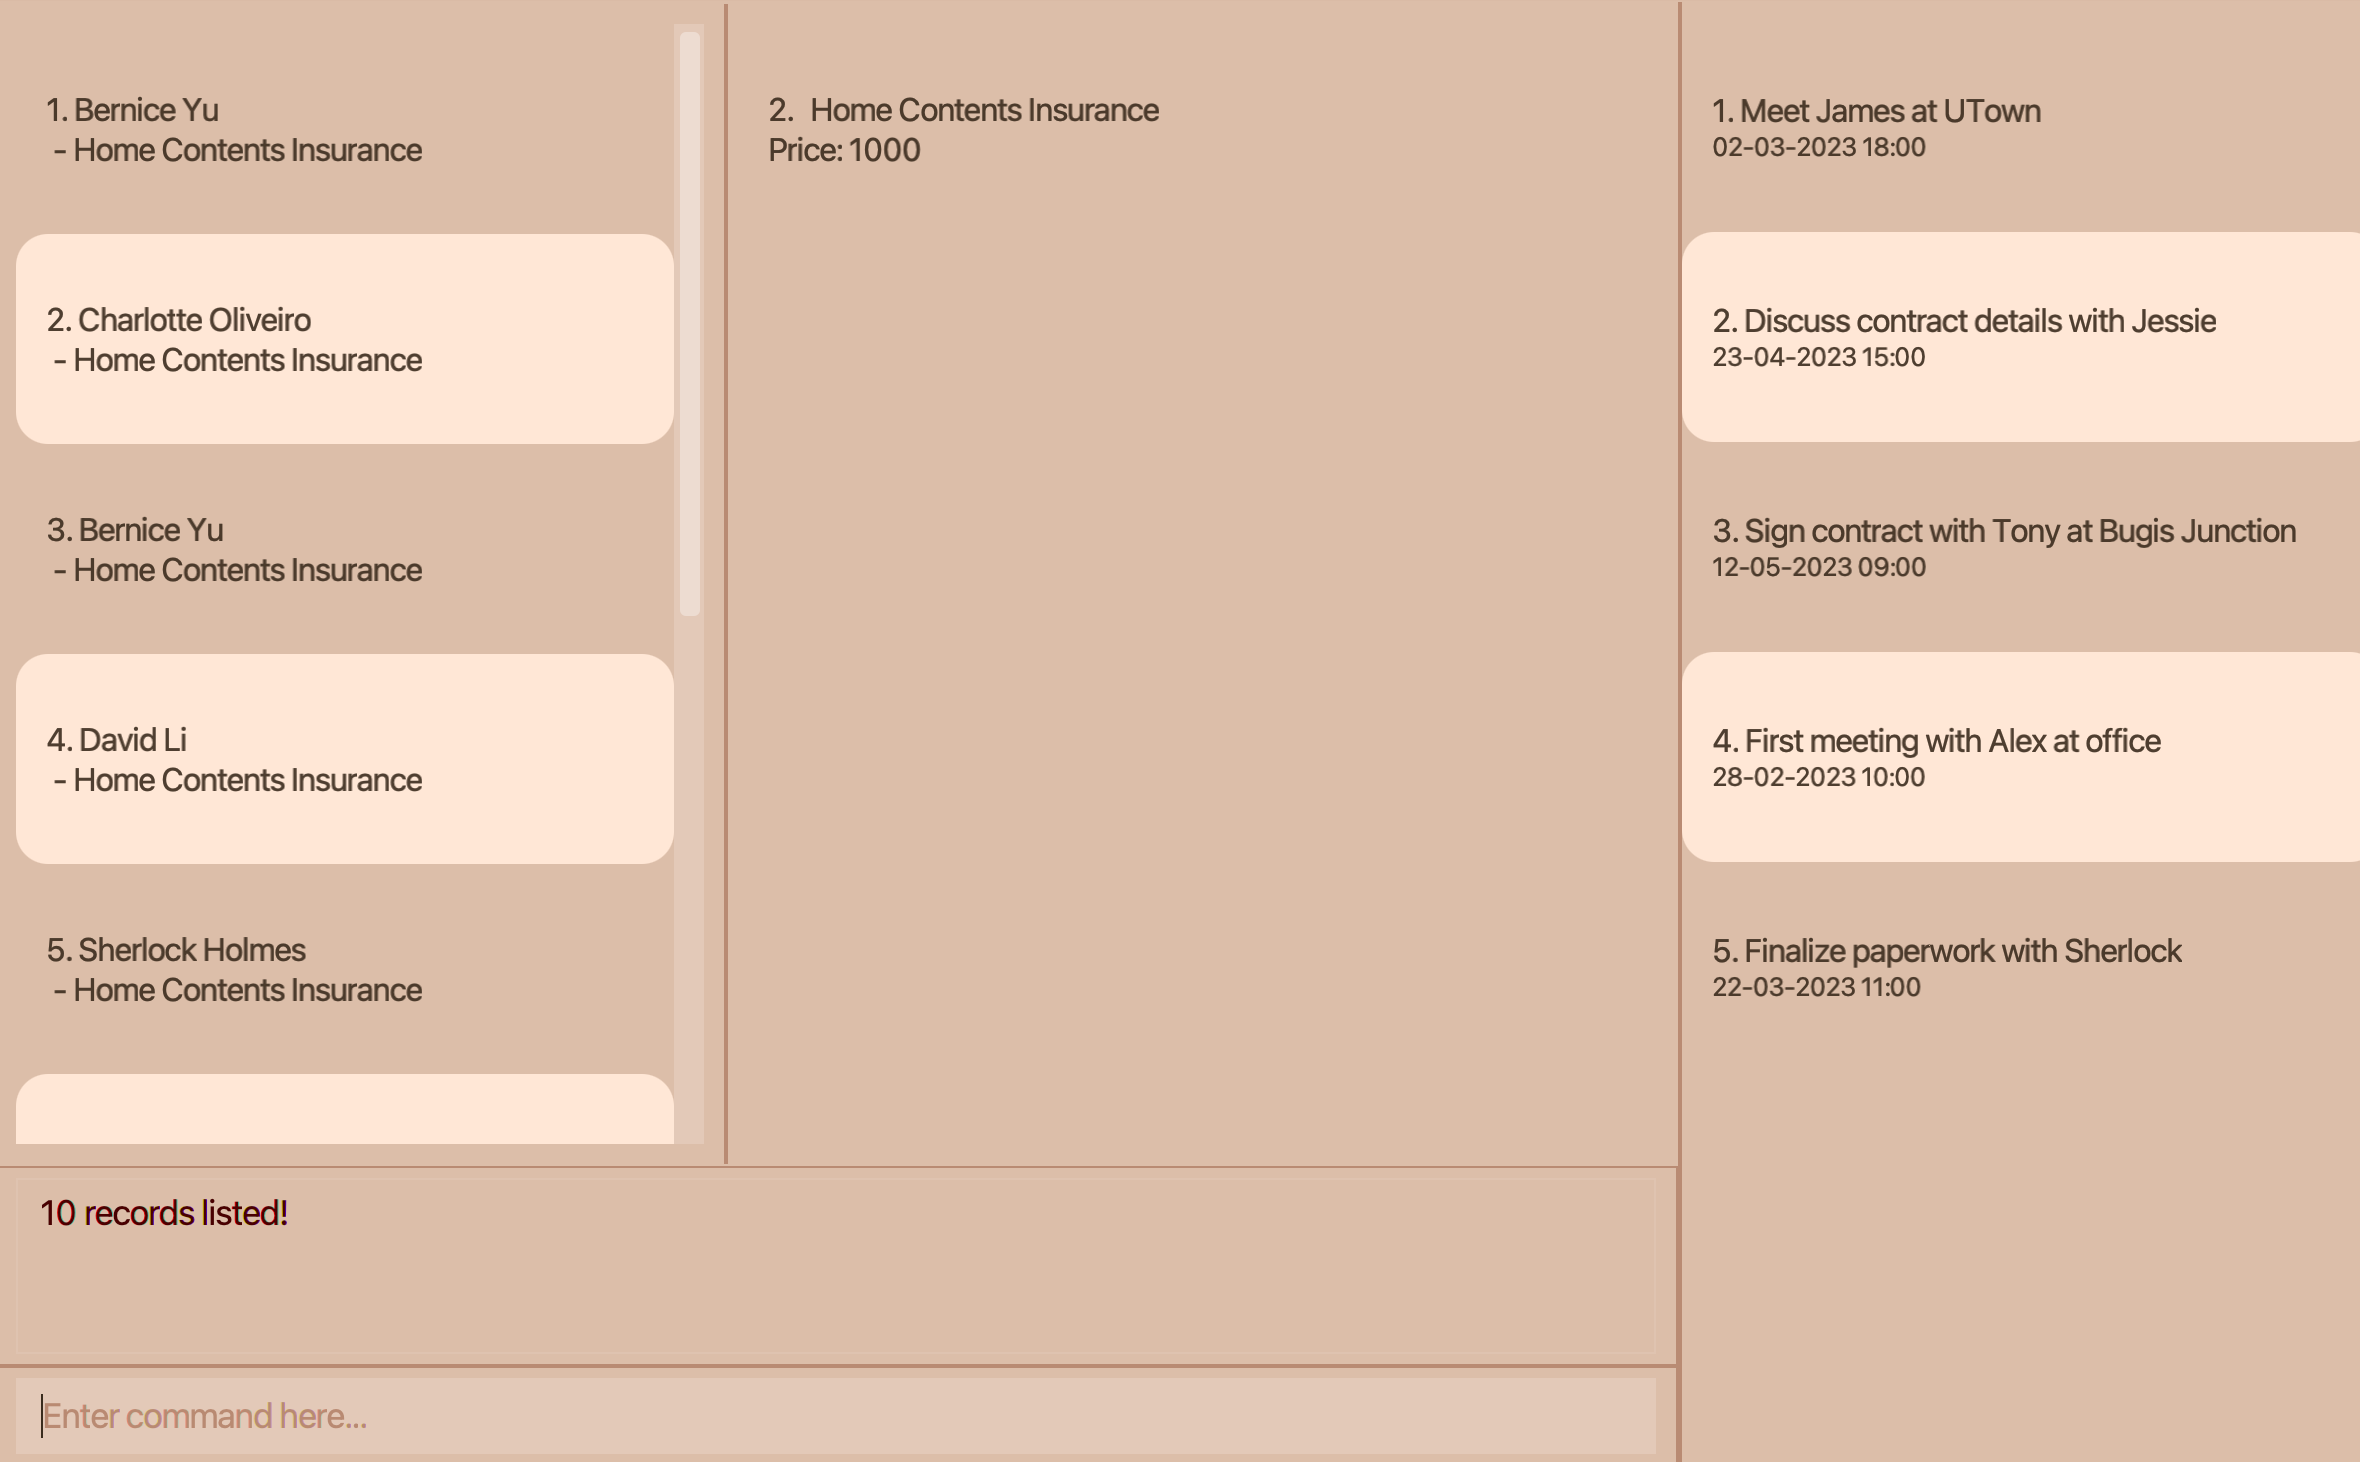 1. Bernice Yu
- Home Contents Insurance
2. Charlotte Oliveiro
- Home Contents Insurance
3. Bernice Yu
- Home Contents Insurance
4. David Li
- Home Contents Insurance
5. Sherlock Holmes
- Home Contents Insurance
2. Home Contents Insurance
Price: 1000
1. Meet James at UTown
02-03-2023 18:00
2. Discuss contract details with Jessie
23-04-2023 15:00
3. Sign contract with Tony at Bugis Junction
12-05-2023 09:00
4. First meeting with Alex at office
28-02-2023 10:00
5. Finalize paperwork with Sherlock
22-03-2023 11:00
10 records listed!
Enter command here...